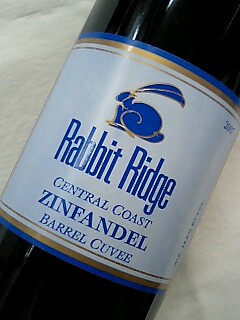 Rabbit Ridge
CENTRAL COAST
ZINFANDEL
BARREL CUVEE